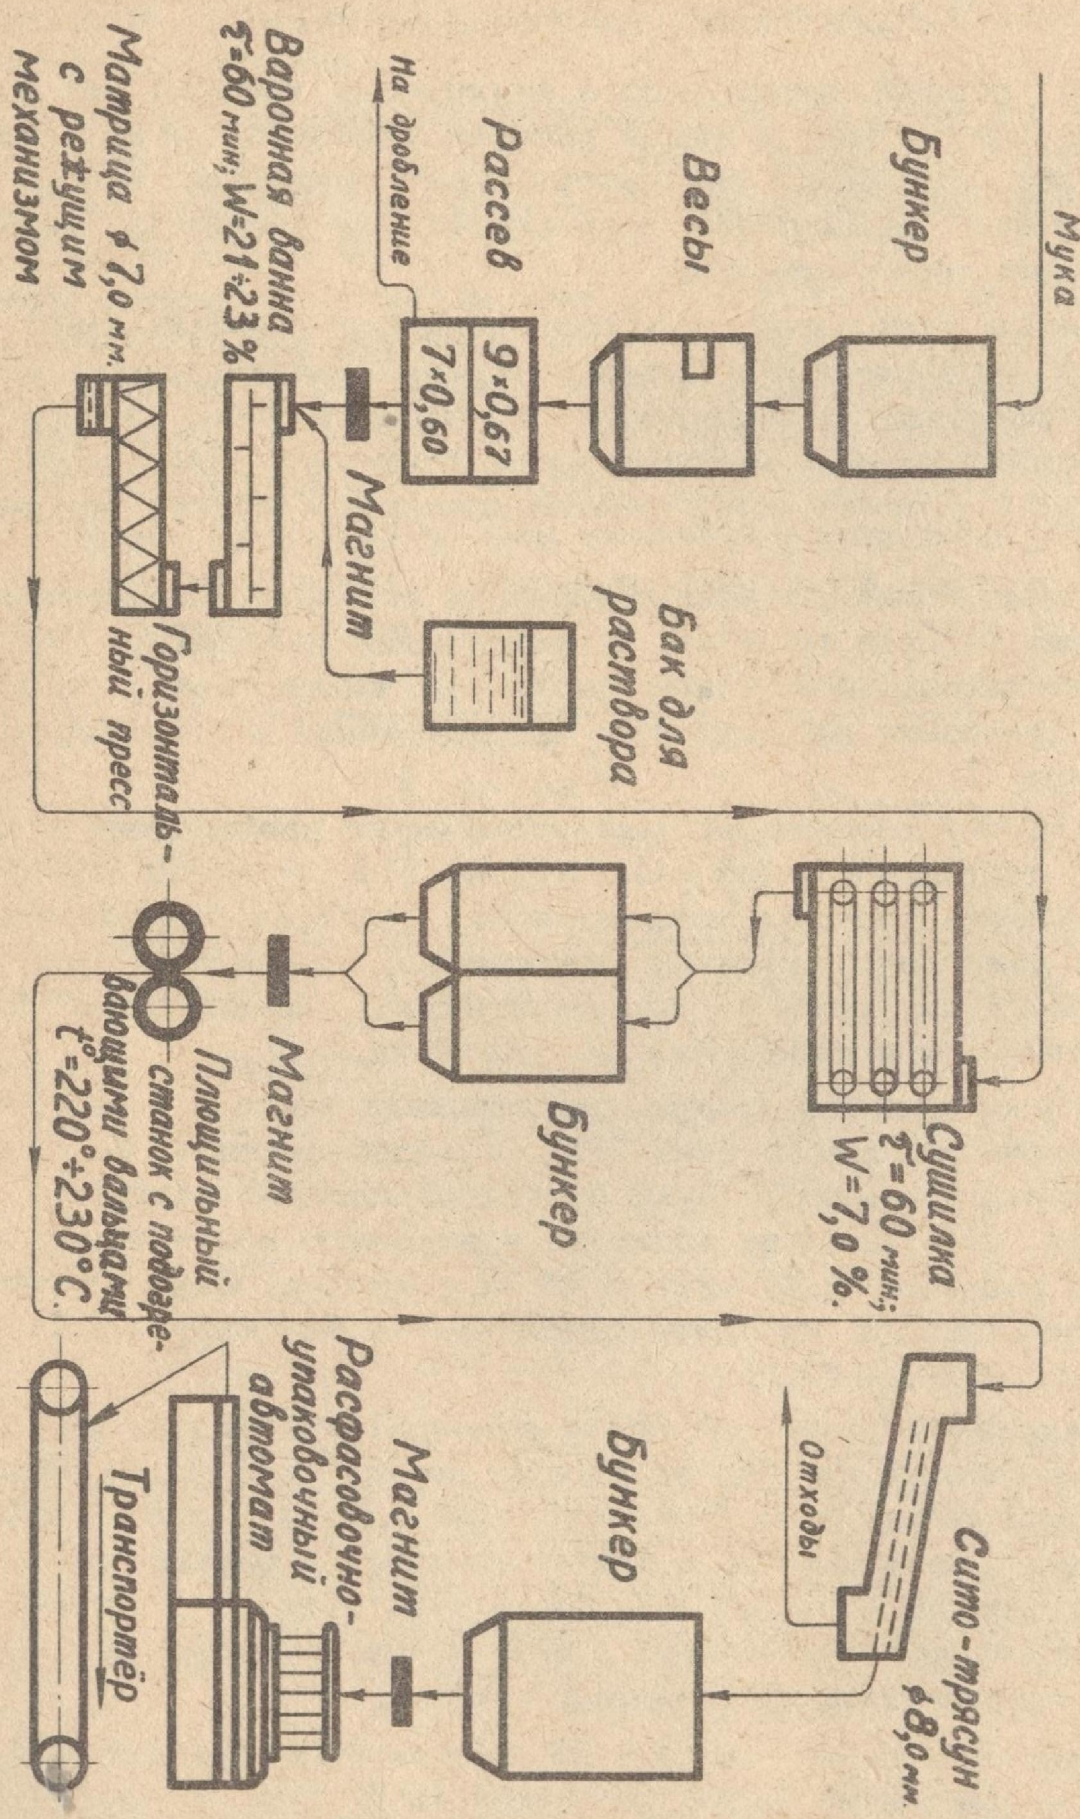 Мука
Бункер
Весы
Рассев
9×0,67
7×0,60
На дробление
Магнит
Бак для
раствора
Варочная ванна
τ=60 мин; W=21÷23%
Матрица ⌀ 7,0 мм.
с режущим
механизмом
Горизонталь-
ный пресс
Сушилка
τ=60 мин.;
W=7,0 %.
Бункер
Магнит
Плющильный
станок с подогре-
вающими вальцами
t°=220°÷230°С.
Сито-трясун
⌀8,0 мм.
Отходы
Бункер
Магнит
Расфасовочно-
упаковочный
автомат
Транспортёр